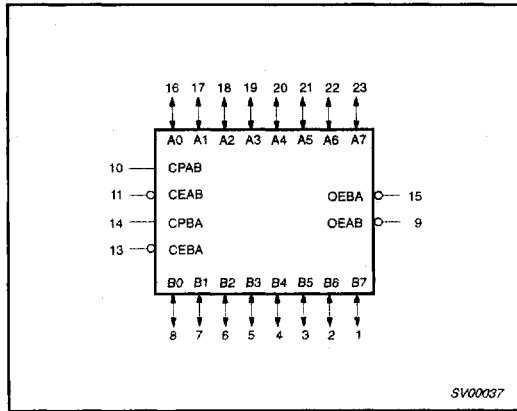 16 17 18 19 20 21 22 23
A0 A1 A2 A3 A4 A5 A6 A7
10 CPAB
11 CEAB OEBA 15
14 CPBA OEAB 9
13 CEBA
B0 B1 B2 B3 B4 B5 B6 B7
8 7 6 5 4 3 2 1
SV00037